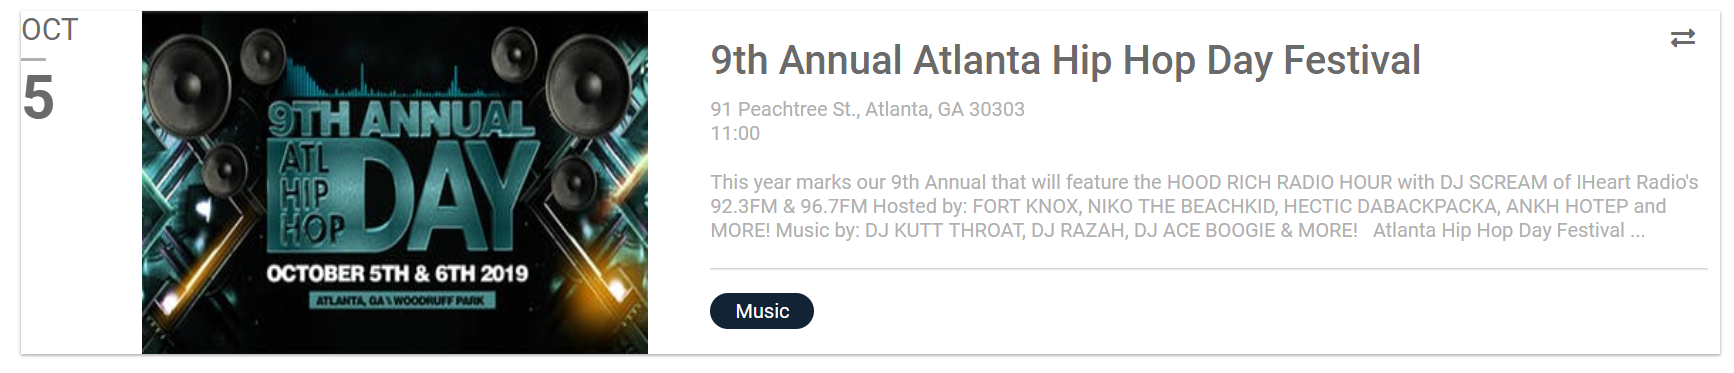 OCT
5
9TH ANNUAL
ATL
HIP
HOP
DAY
OCTOBER 5TH & 6TH 2019
ATLANTA, GA \ WOODRUFF PARK
9th Annual Atlanta Hip Hop Day Festival
91 Peachtree St., Atlanta, GA 30303
11:00
This year marks our 9th Annual that will feature the HOOD RICH RADIO HOUR with DJ SCREAM of IHeart Radio's
92.3FM & 96.7FM Hosted by: FORT KNOX, NIKO THE BEACHKID, HECTIC DABACKPACKA, ANKH HOTEP and
MORE! Music by: DJ KUTT THROAT, DJ RAZAH, DJ ACE BOOGIE & MORE!   Atlanta Hip Hop Day Festival ...
Music